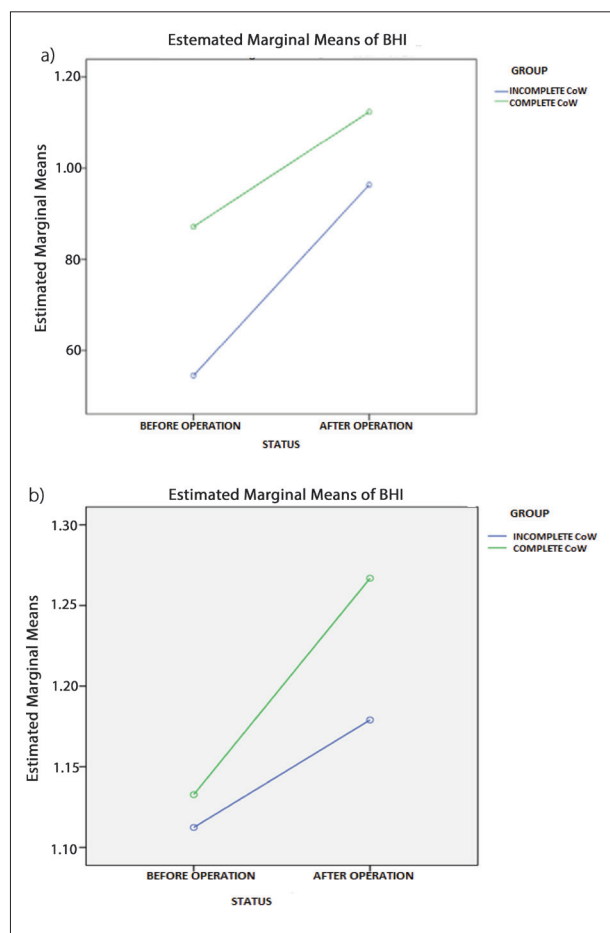 a)
Estemated Marginal Means of BHI
GROUP
INCOMPLETE CoW
COMPLETE CoW
Estimated Marginal Means
1.20
1.00
80
60
BEFORE OPERATION
AFTER OPERATION
STATUS
b)
Estimated Marginal Means of BHI
GROUP
INCOMPLETE CoW
COMPLETE CoW
Estimated Marginal Means
1.30
1.25
1.20
1.15
1.10
BEFORE OPERATION
AFTER OPERATION
STATUS